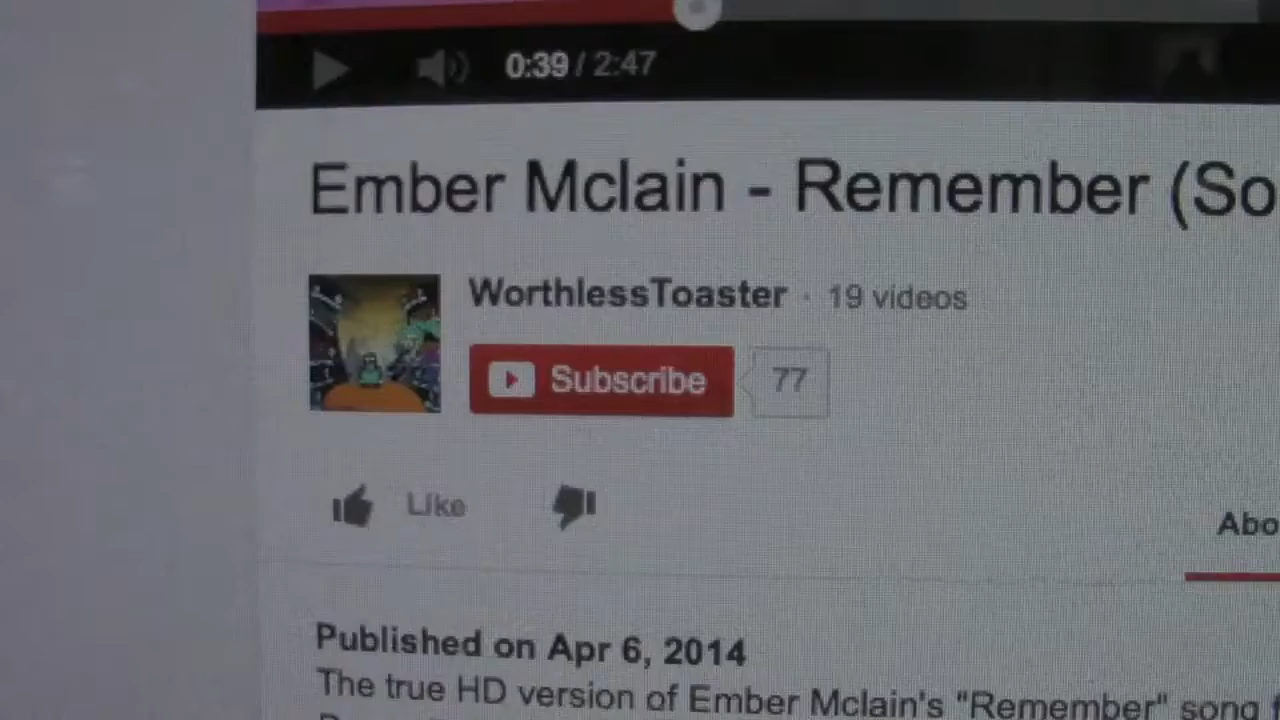 0:39 / 2:47
Ember Mclain - Remember (So
WorthlessToaster · 19 videos
Subscribe 77
Like
Abo
Published on Apr 6, 2014
The true HD version of Ember Mclain's "Remember" song